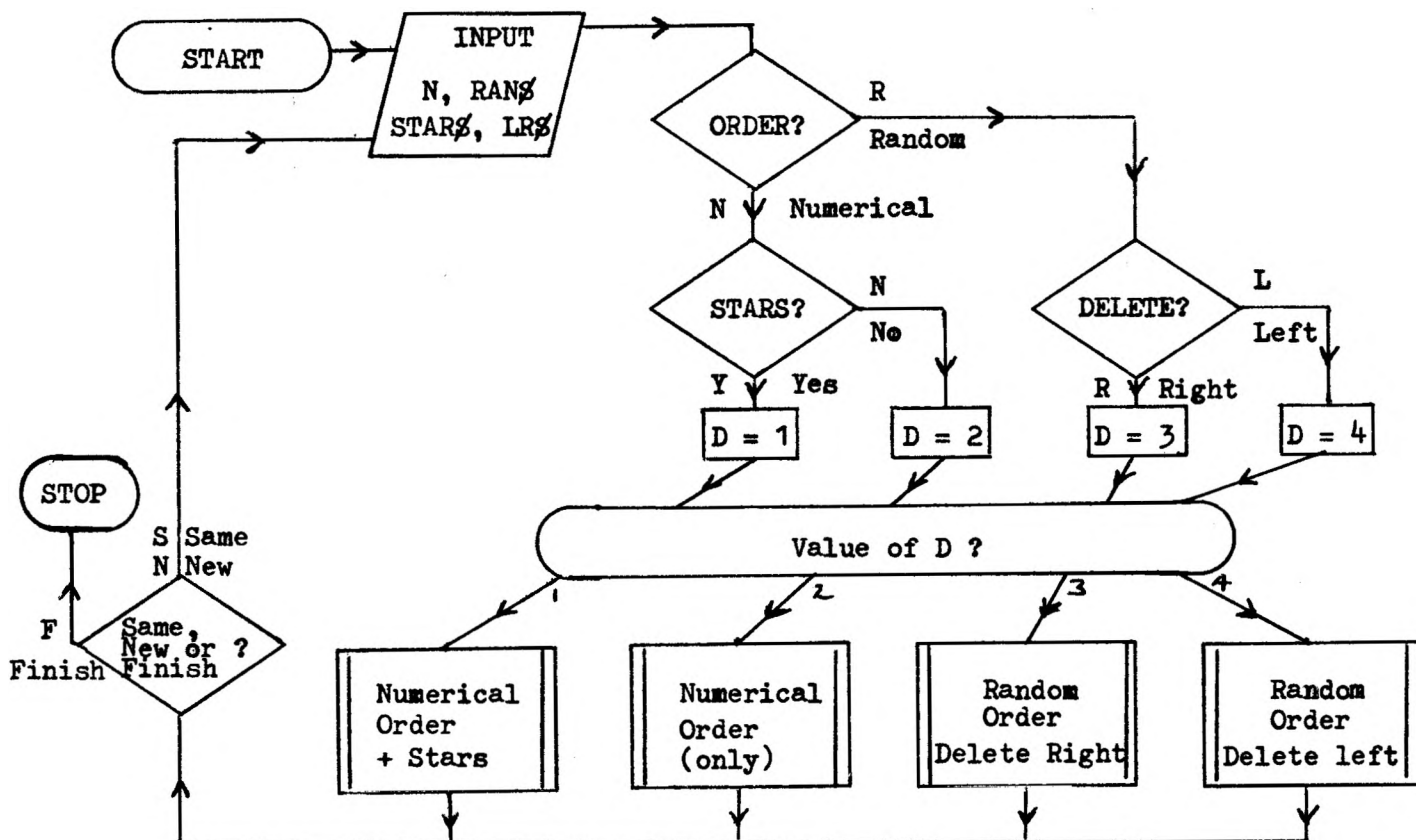 START
INPUT
N, RAN$
STAR$, LR$
ORDER?
R
Random
N Numerical
STARS?
N
No
Y Yes
DELETE?
L
Left
R Right
D = 1
D = 2
D = 3
D = 4
Value of D ?
1
2
3
4
STOP
S Same
N New
F
Finish
Same,
New or ?
Finish
Numerical
Order
+ Stars
Numerical
Order
(only)
Random
Order
Delete Right
Random
Order
Delete left